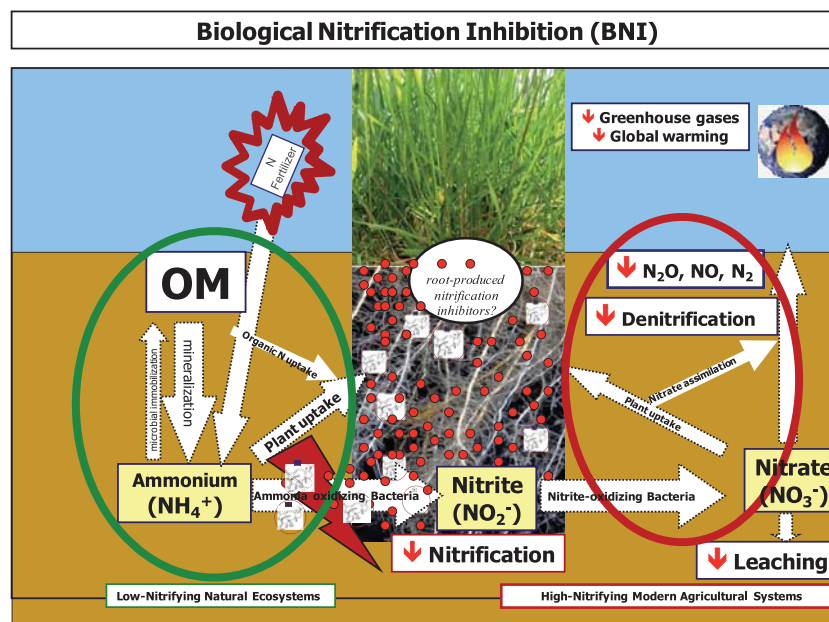 Biological Nitrification Inhibition (BNI)
Greenhouse gases
Global warming
N
Fertilizer
OM
root-produced
nitrification
inhibitors?
N₂O, NO, N₂
Denitrification
microbial immobilization
mineralization
Organic N uptake
Plant uptake
Nitrate assimilation
Plant uptake
Ammonium
(NH₄⁺)
Ammonia oxidizing Bacteria
Nitrite
(NO₂⁻)
Nitrite-oxidizing Bacteria
Nitrate
(NO₃⁻)
Nitrification
Leaching
Low-Nitrifying Natural Ecosystems
High-Nitrifying Modern Agricultural Systems